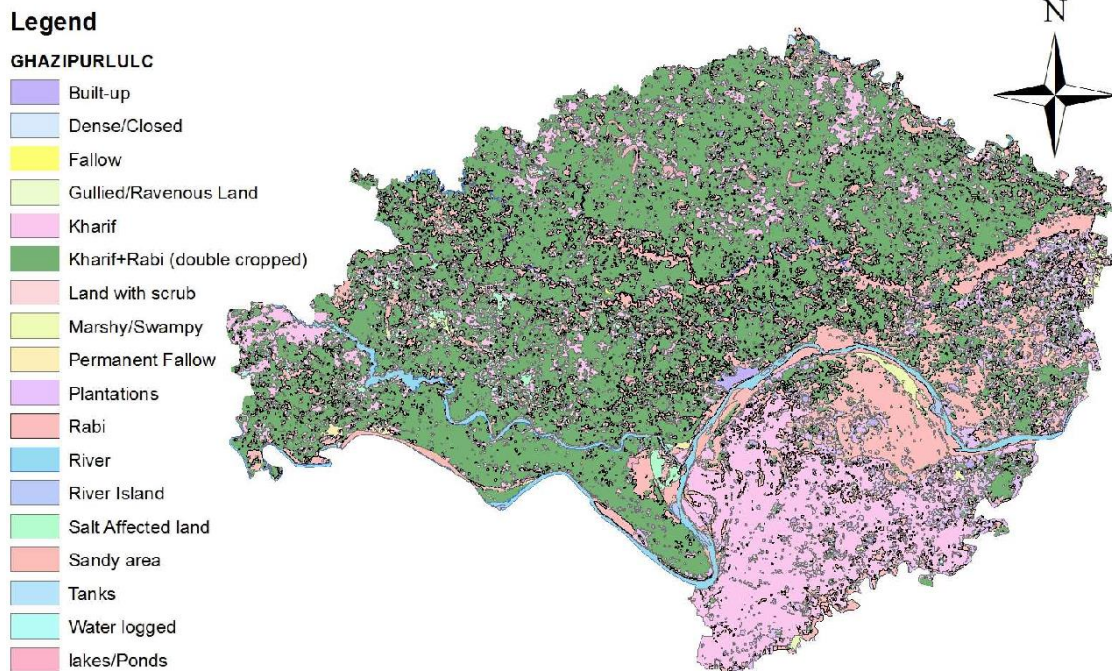 Legend
N
GHAZIPURLULC
Built-up
Dense/Closed
Fallow
Gullied/Ravenous Land
Kharif
Kharif+Rabi (double cropped)
Land with scrub
Marshy/Swampy
Permanent Fallow
Plantations
Rabi
River
River Island
Salt Affected land
Sandy area
Tanks
Water logged
lakes/Ponds